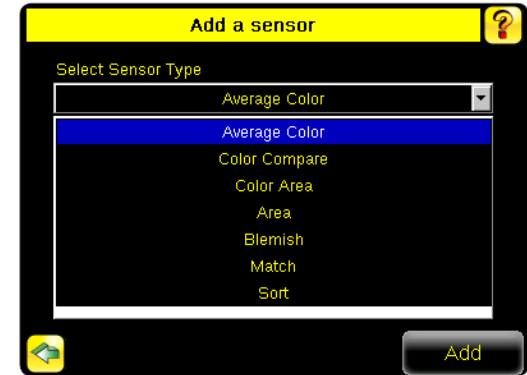 Add a sensor
?
Select Sensor Type
Average Color
Average Color
Color Compare
Color Area
Area
Blemish
Match
Sort
Add